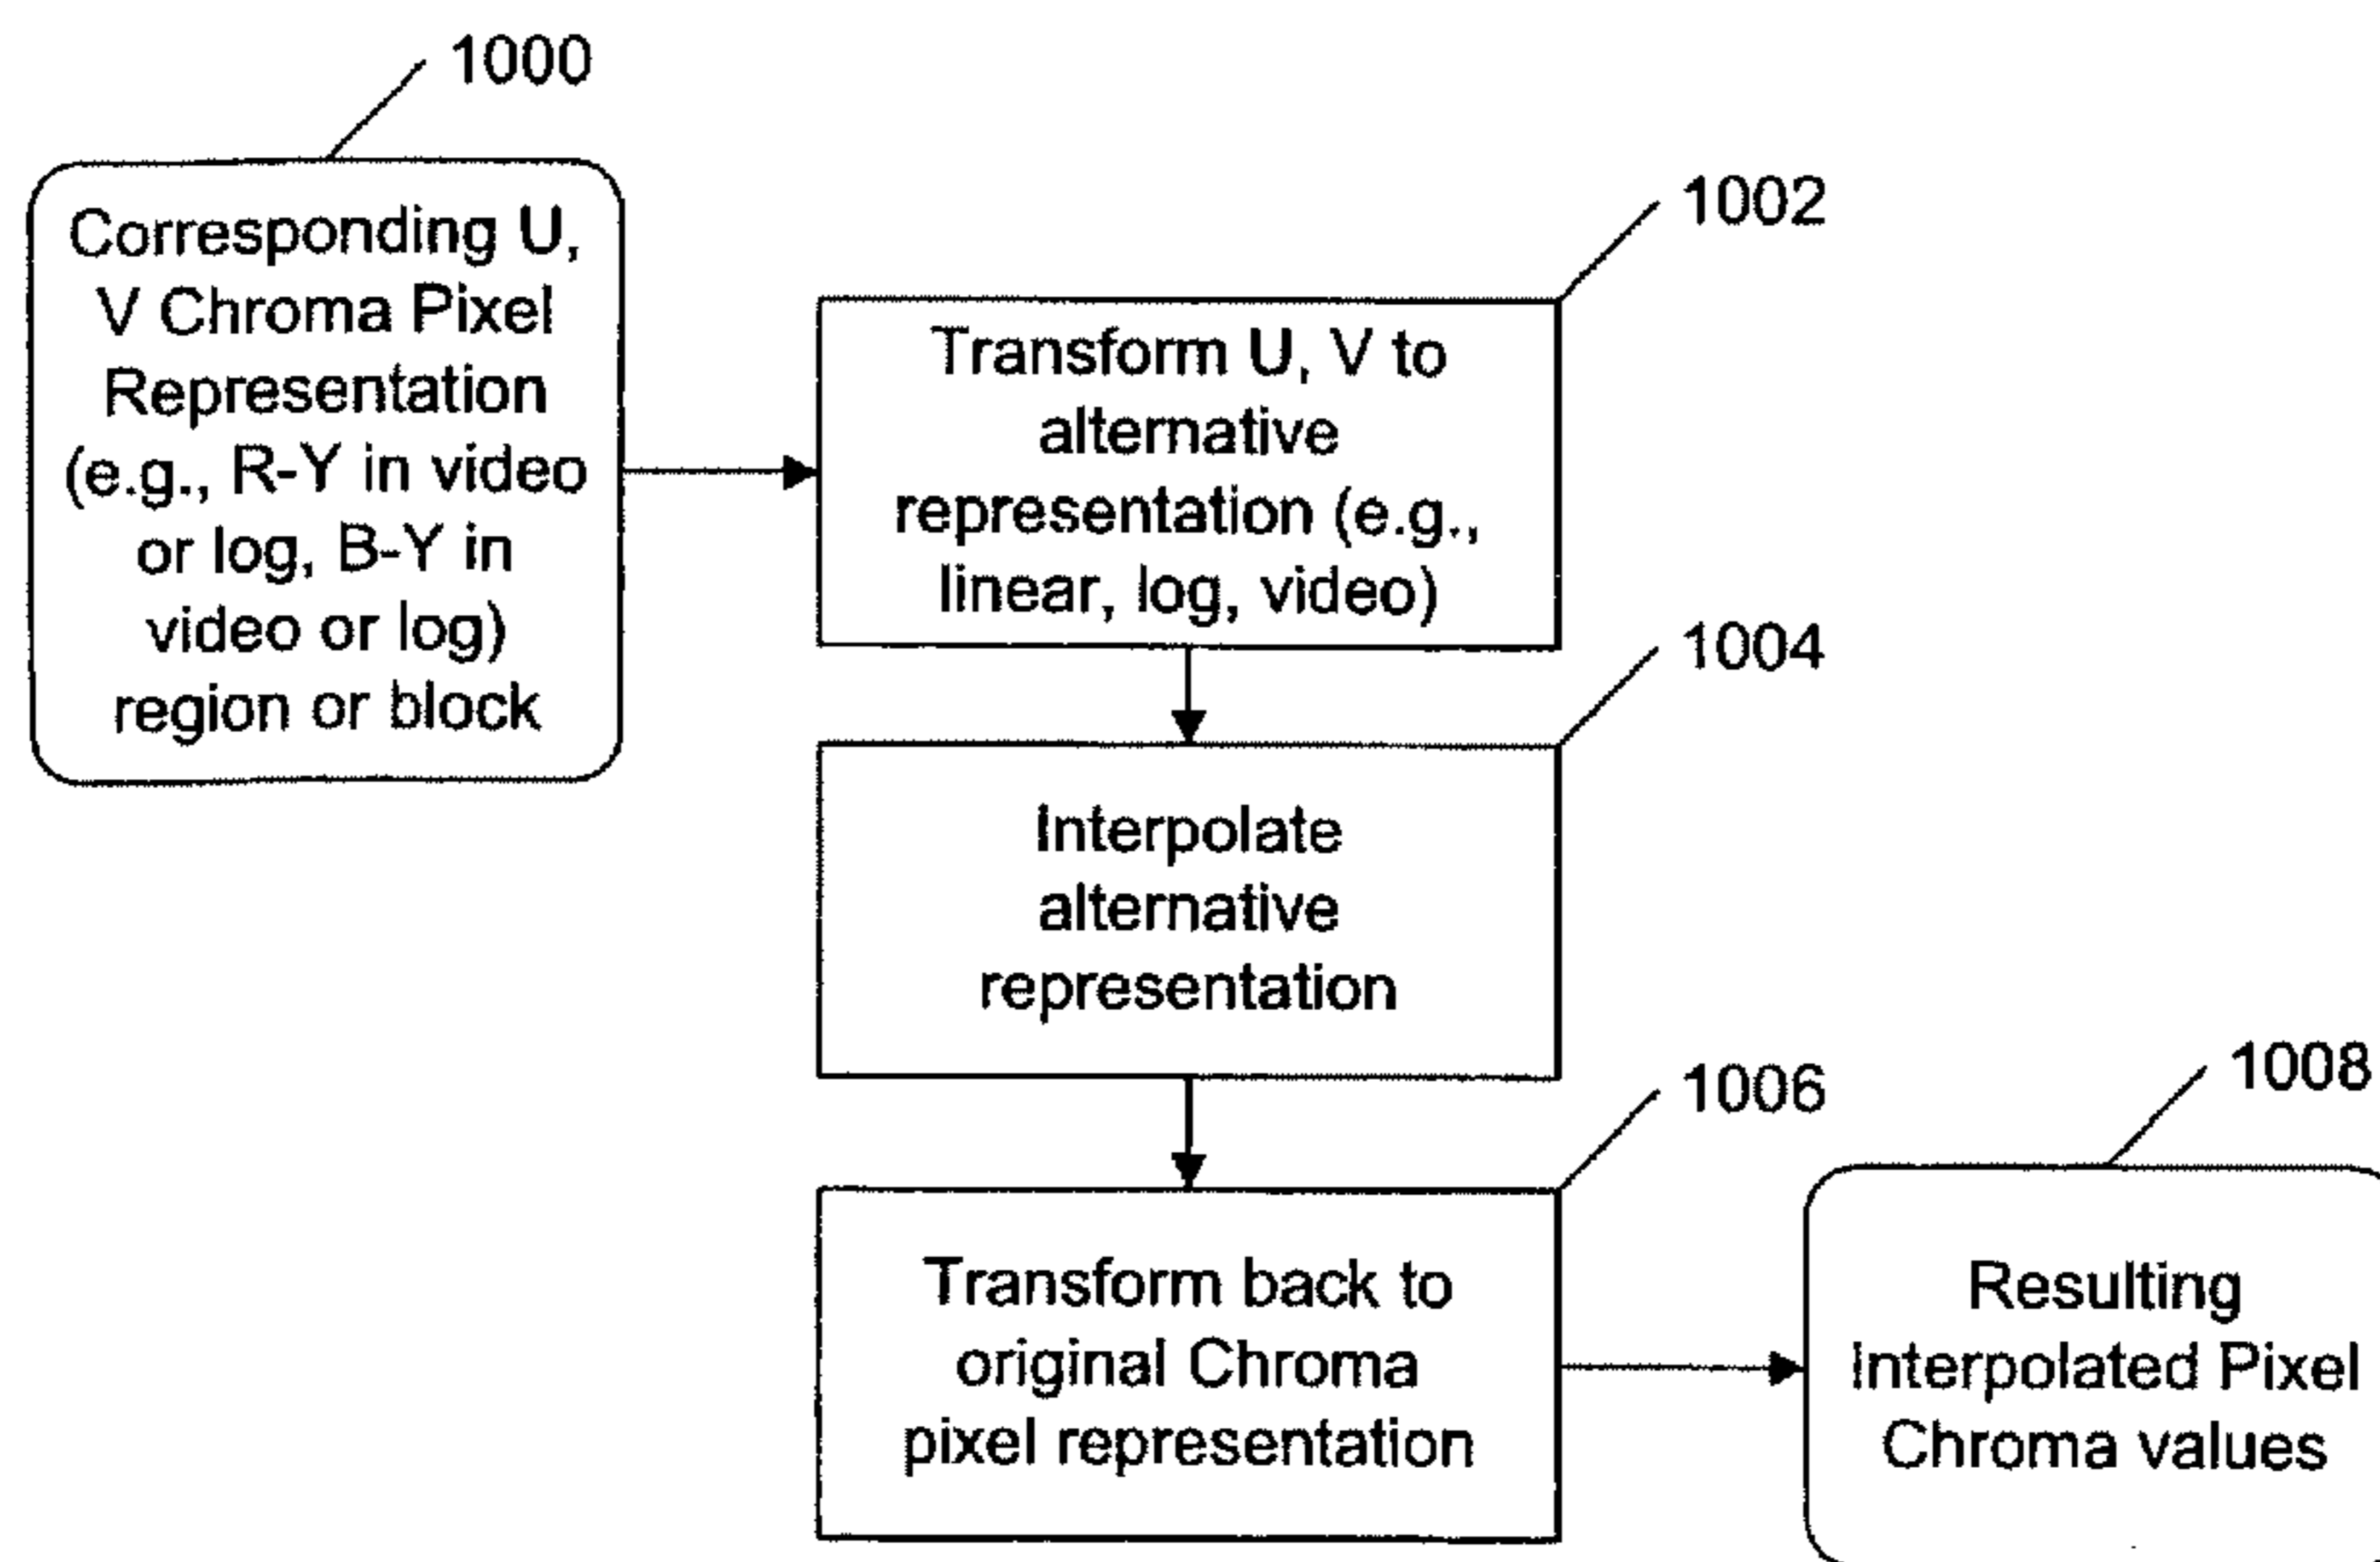 1000
Corresponding U,
V Chroma Pixel
Representation
(e.g., R-Y in video
or log, B-Y in
video or log)
region or block
1002
Transform U, V to
alternative
representation (e.g.,
linear, log, video)
1004
Interpolate
alternative
representation
1006
Transform back to
original Chroma
pixel representation
1008
Resulting
Interpolated Pixel
Chroma values